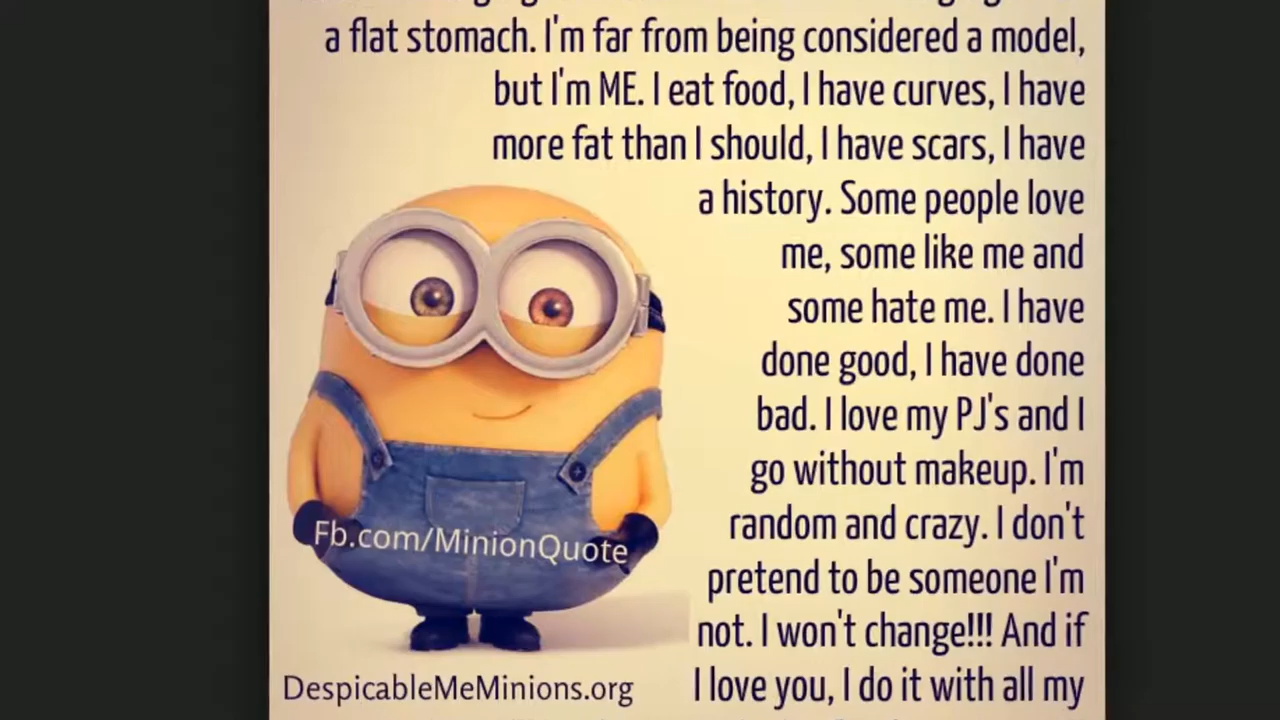 a flat stomach. I'm far from being considered a model,
but I'm ME. I eat food, I have curves, I have
more fat than I should, I have scars, I have
a history. Some people love
me, some like me and
some hate me. I have
done good, I have done
bad. I love my PJ's and I
go without makeup. I'm
random and crazy. I don't
pretend to be someone I'm
not. I won't change!!! And if
I love you, I do it with all my
Fb.com/MinionQuote
DespicableMeMinions.org